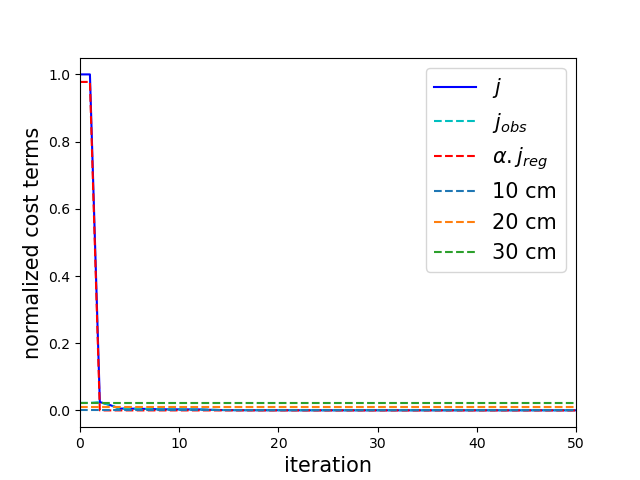 normalized cost terms
1.0
0.8
0.6
0.4
0.2
0.0
0 10 20 30 40 50
iteration
j
j_obs
α.j_reg
10 cm
20 cm
30 cm